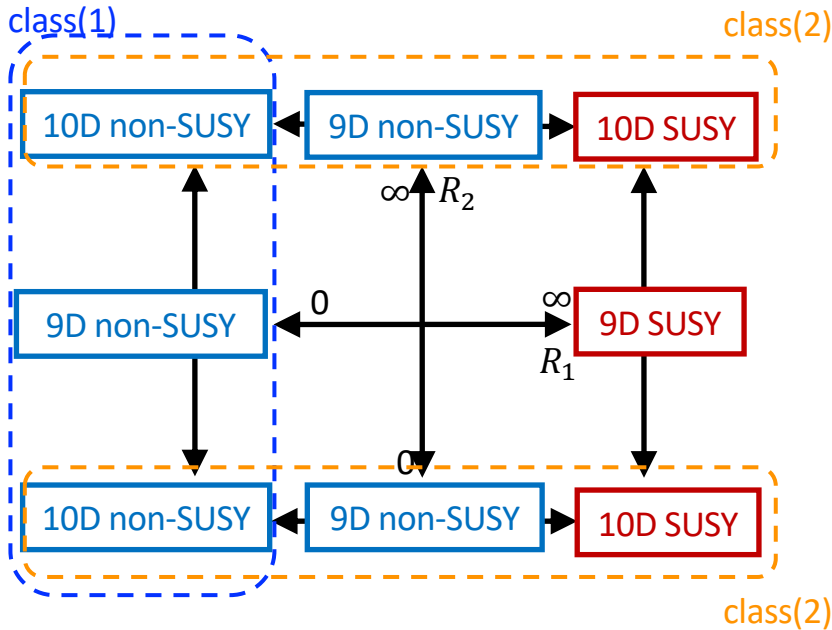 class(1)
class(2)
10D non-SUSY
9D non-SUSY
10D SUSY
∞ R₂
0
∞
9D non-SUSY
9D SUSY
R₁
0
10D non-SUSY
9D non-SUSY
10D SUSY
class(2)